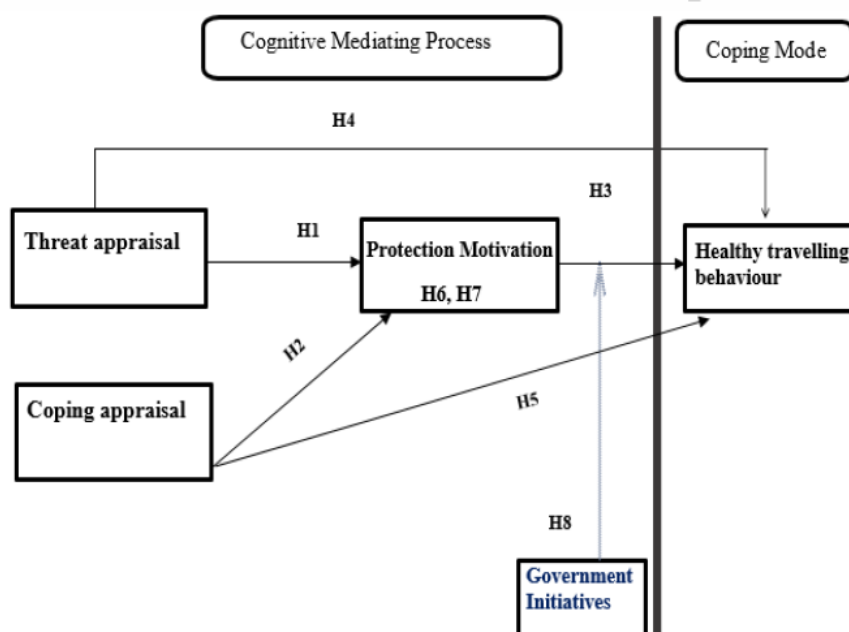 Cognitive Mediating Process
Coping Mode
H4
H3
Threat appraisal
H1
Protection Motivation
H6, H7
Healthy travelling
behaviour
H2
Coping appraisal
H5
H8
Government
Initiatives